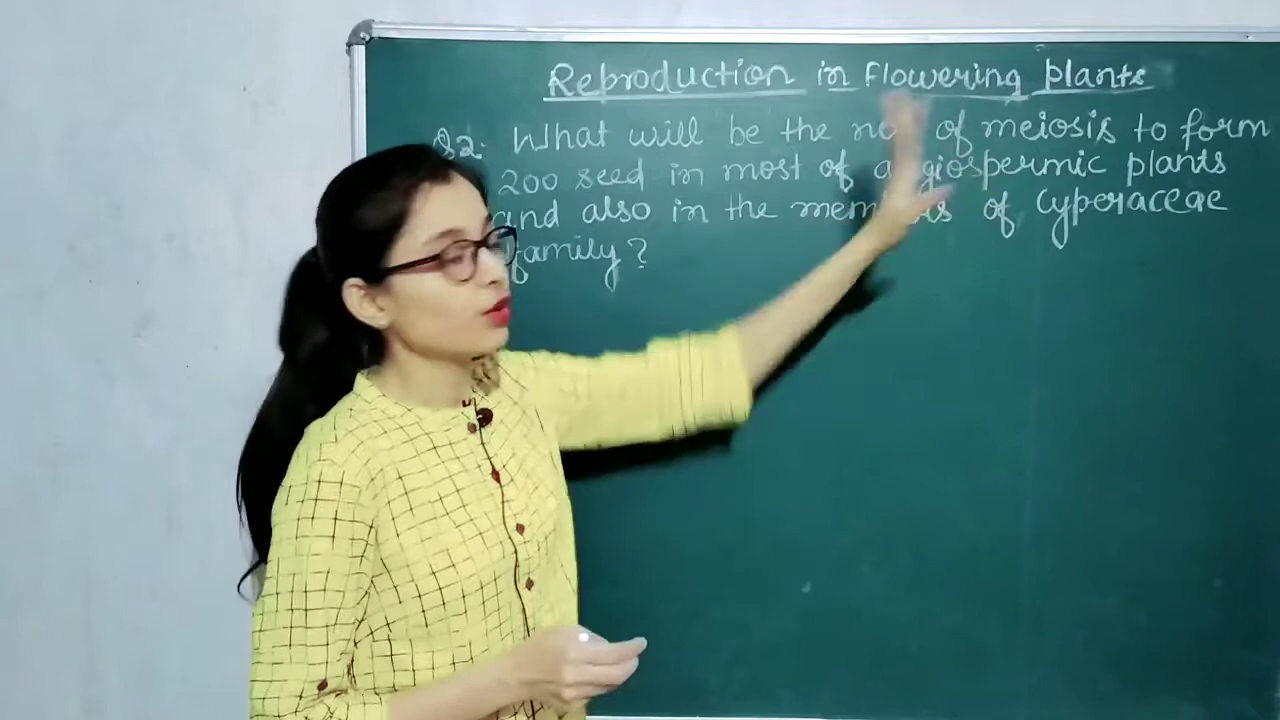 Reproduction in Flowering plants
Q2. What will be the no. of meiosis to form
200 seed in most of angiospermic plants
and also in the members of Cyperaceae
family?